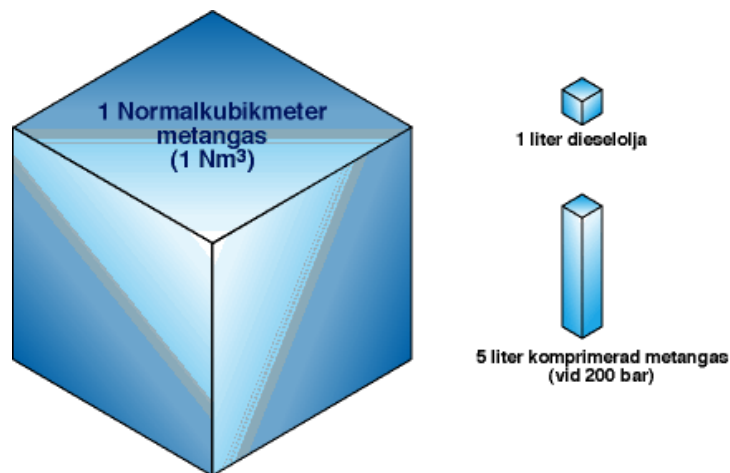 1 Normalkubikmeter
metangas
(1 Nm³)
1 liter dieselolja
5 liter komprimerad metangas
(vid 200 bar)